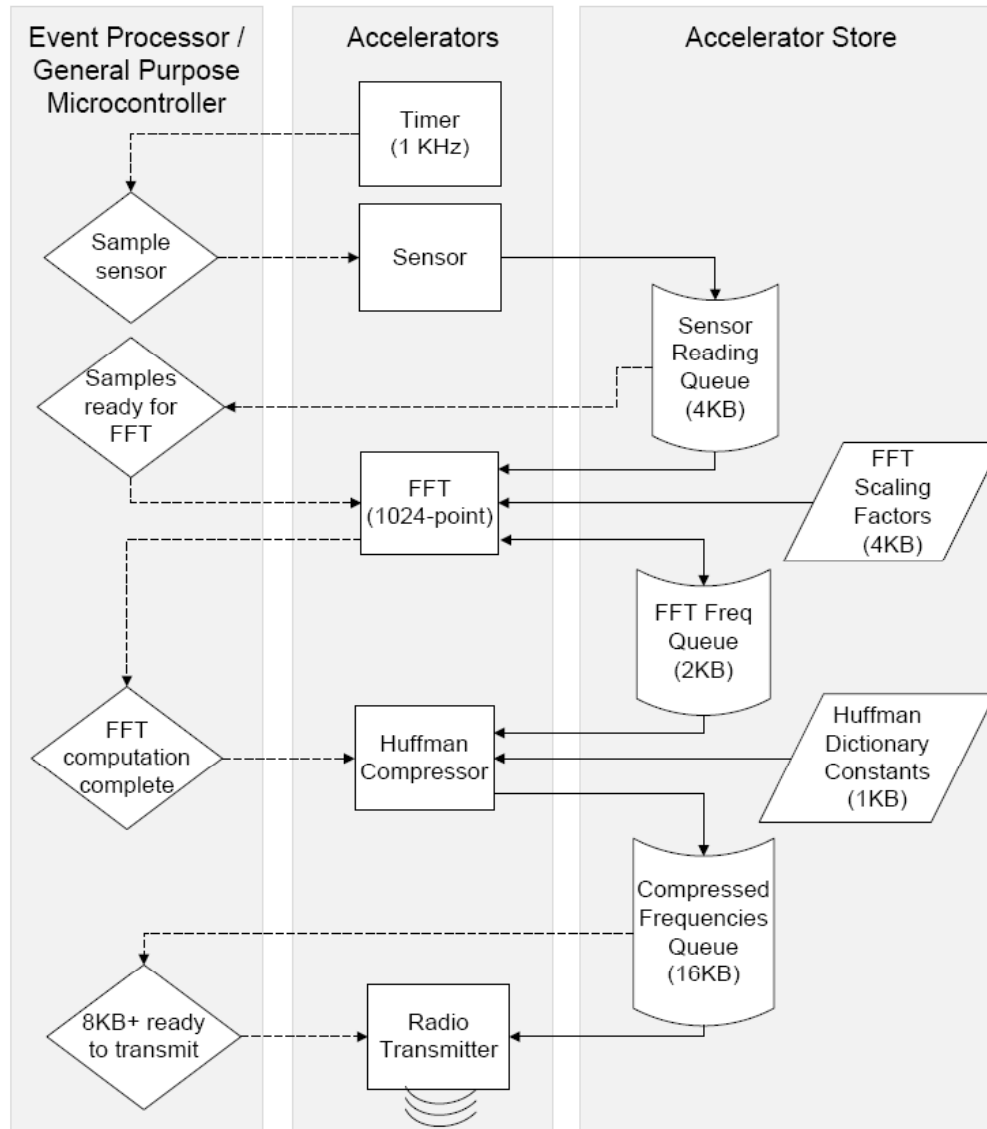 Event Processor /
General Purpose
Microcontroller
Accelerators
Accelerator Store
Timer
(1 KHz)
Sample
sensor
Sensor
Sensor
Reading
Queue
(4KB)
Samples
ready for
FFT
FFT
(1024-point)
FFT
Scaling
Factors
(4KB)
FFT Freq
Queue
(2KB)
FFT
computation
complete
Huffman
Compressor
Huffman
Dictionary
Constants
(1KB)
Compressed
Frequencies
Queue
(16KB)
8KB+ ready
to transmit
Radio
Transmitter